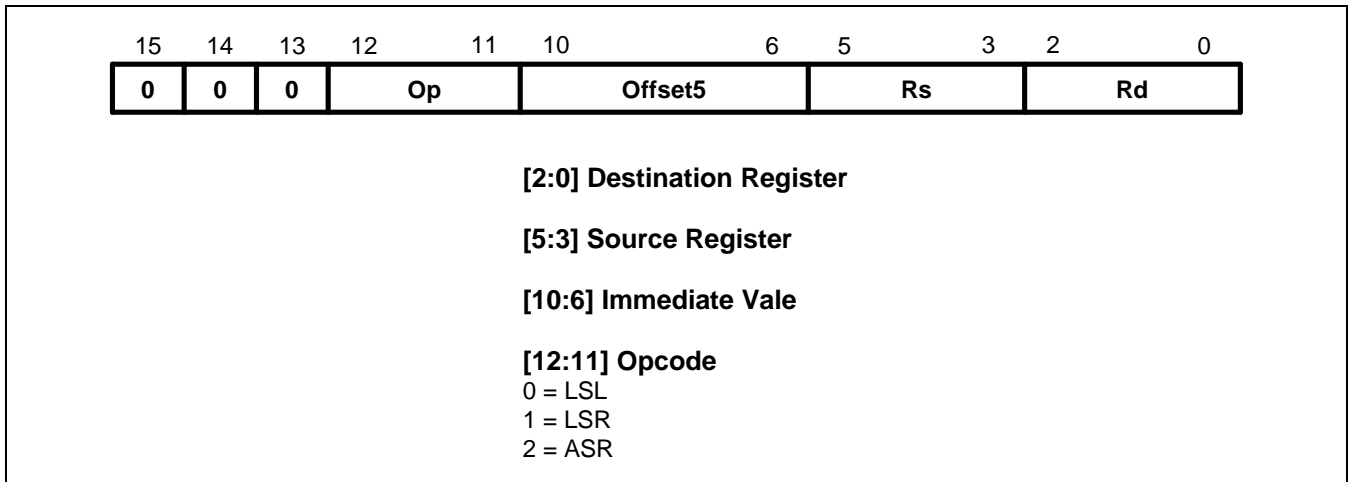 15 14 13 12 11 10 6 5 3 2 0
0 0 0 Op Offset5 Rs Rd
[2:0] Destination Register
[5:3] Source Register
[10:6] Immediate Vale
[12:11] Opcode
0 = LSL
1 = LSR
2 = ASR